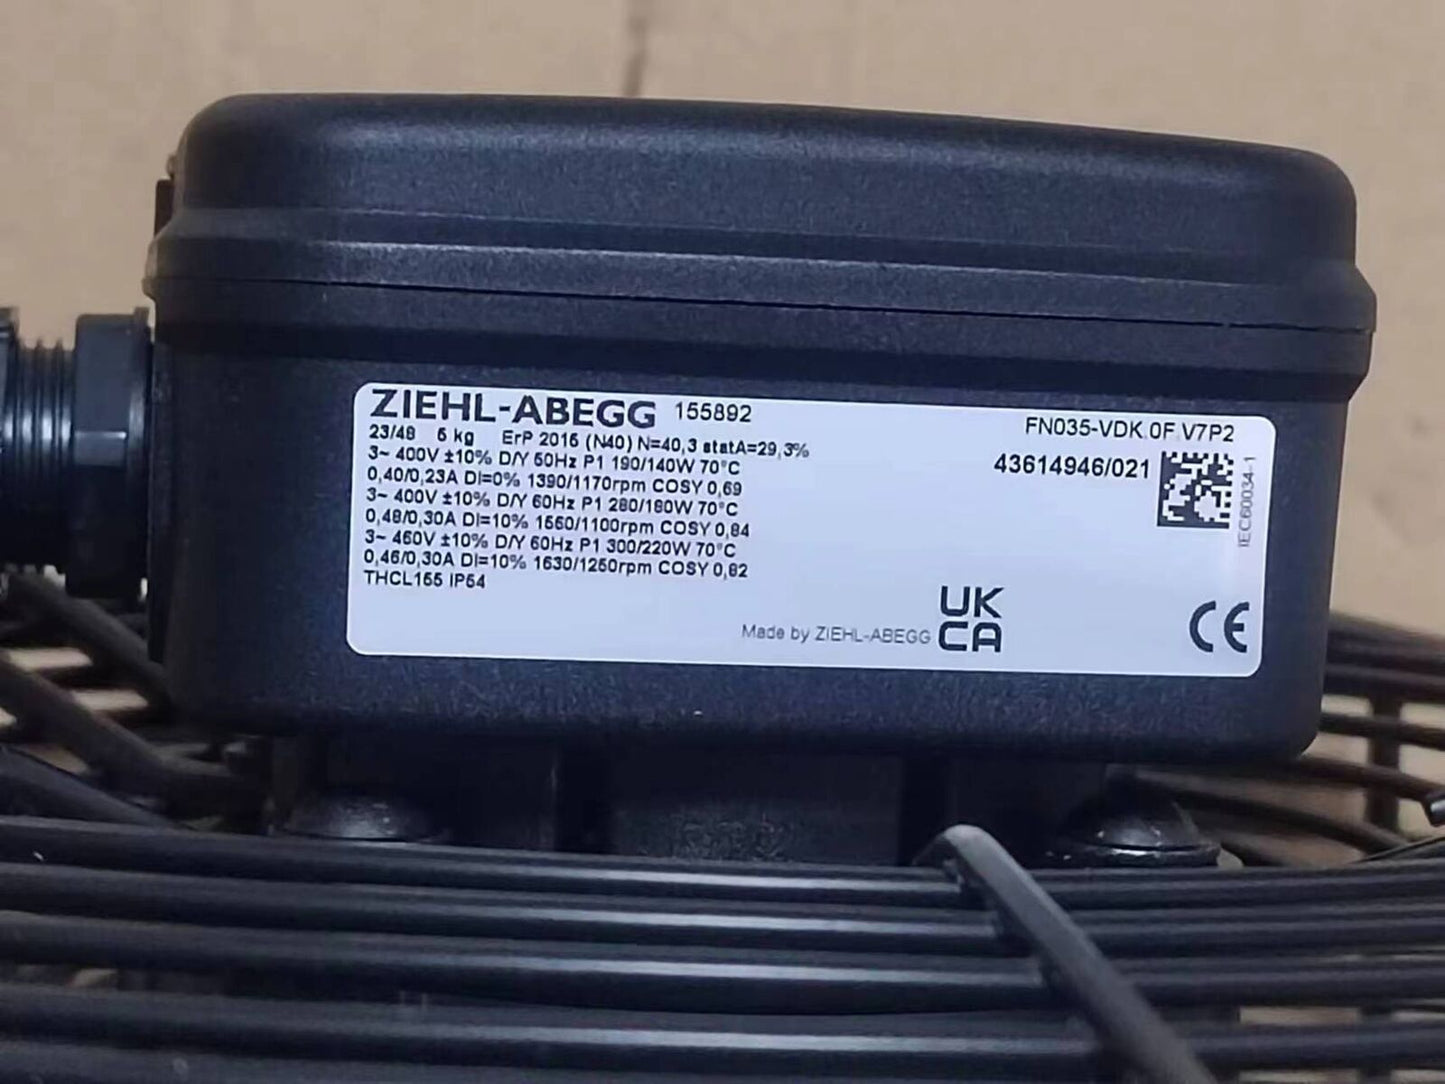 ZIEHL-ABEGG 155892
FN035-VDK.0F.V7P2
23/48 6 kg ErP 2015 (N40) N=40,3 statA=29,3%
43614946/021
3~ 400V ±10% D/Y 50Hz P1 190/140W 70°C
0,40/0,23A DI=0% 1390/1170rpm COSY 0,69
3~ 400V ±10% D/Y 60Hz P1 280/180W 70°C
0,48/0,30A DI=10% 1560/1100rpm COSY 0,84
3~ 460V ±10% D/Y 60Hz P1 300/220W 70°C
0,46/0,30A DI=10% 1630/1250rpm COSY 0,82
THCL155 IP54
IEC60034-1
Made by ZIEHL-ABEGG
UK
CA
CE